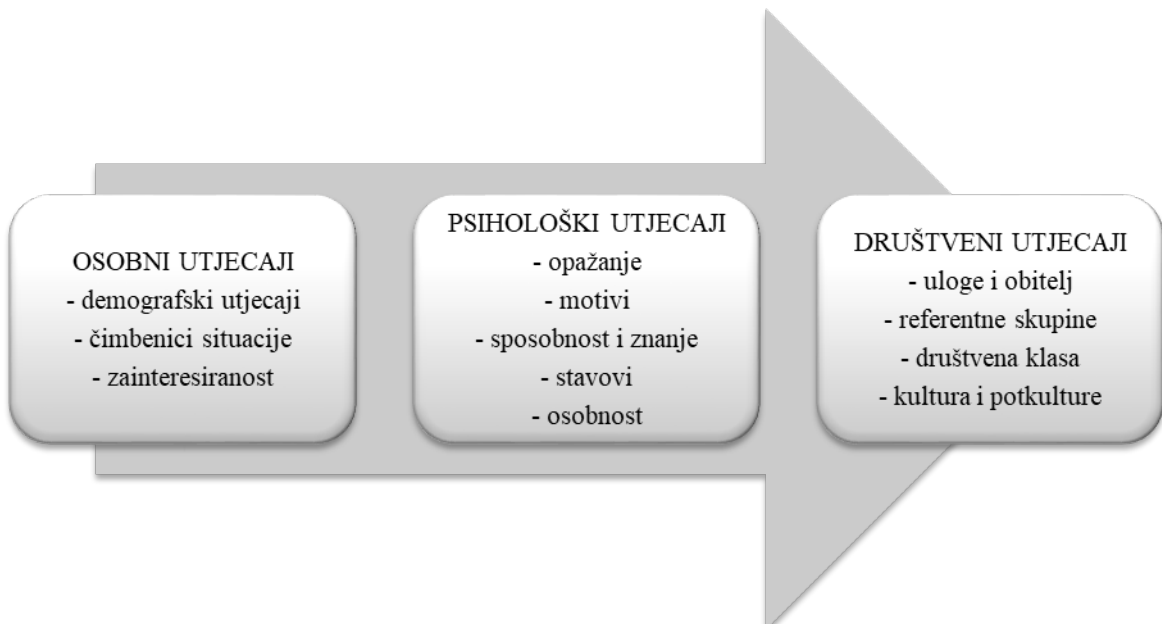 OSOBNI UTJECAJI
- demografski utjecaji
- čimbenici situacije
- zainteresiranost
PSIHOLOŠKI UTJECAJI
- opažanje
- motivi
- sposobnost i znanje
- stavovi
- osobnost
DRUŠTVENI UTJECAJI
- uloge i obitelj
- referentne skupine
- društvena klasa
- kultura i potkulture